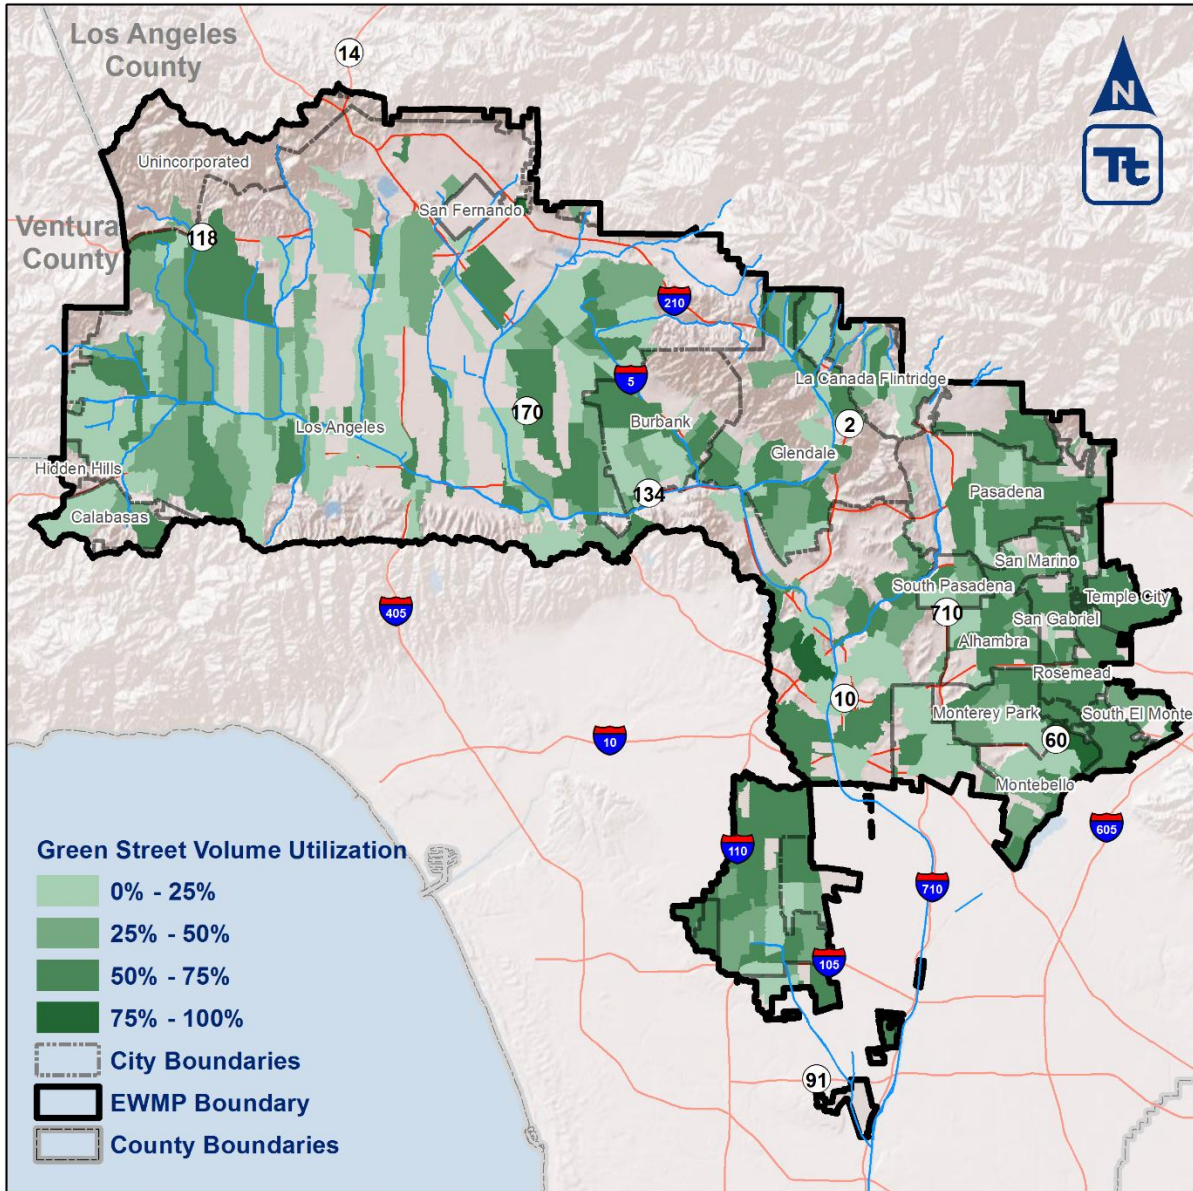 Los Angeles
County
14
N
Tt
Unincorporated
San Fernando
Ventura
County
118
210
5
La Canada Flintridge
170
Burbank
2
Los Angeles
Glendale
Hidden Hills
134
Pasadena
Calabasas
San Marino
South Pasadena
Temple City
405
710
San Gabriel
Alhambra
Rosemead
10
Monterey Park
South El Monte
10
60
Montebello
605
110
710
105
91
Green Street Volume Utilization
0% - 25%
25% - 50%
50% - 75%
75% - 100%
City Boundaries
EWMP Boundary
County Boundaries